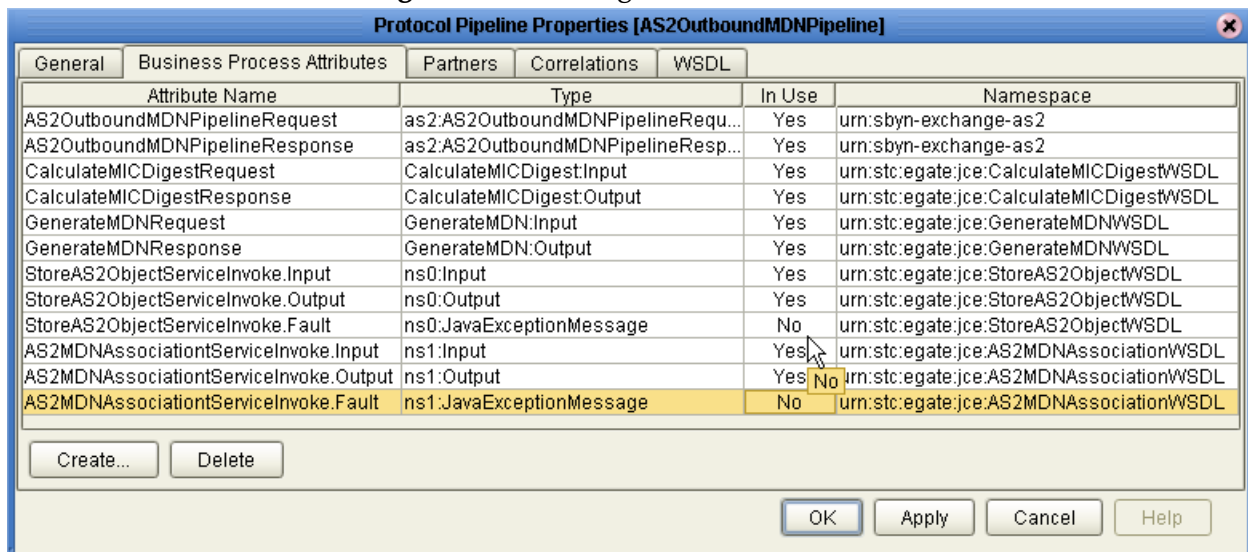 Protocol Pipeline Properties [AS2OutboundMDNPipeline]
General Business Process Attributes Partners Correlations WSDL
Attribute Name Type In Use Namespace
AS2OutboundMDNPipelineRequest as2:AS2OutboundMDNPipelineRequ... Yes urn:sbyn-exchange-as2
AS2OutboundMDNPipelineResponse as2:AS2OutboundMDNPipelineResp... Yes urn:sbyn-exchange-as2
CalculateMICDigestRequest CalculateMICDigest:Input Yes urn:stc:egate:jce:CalculateMICDigestWSDL
CalculateMICDigestResponse CalculateMICDigest:Output Yes urn:stc:egate:jce:CalculateMICDigestWSDL
GenerateMDNRequest GenerateMDN:Input Yes urn:stc:egate:jce:GenerateMDNWSDL
GenerateMDNResponse GenerateMDN:Output Yes urn:stc:egate:jce:GenerateMDNWSDL
StoreAS2ObjectServiceInvoke.Input ns0:Input Yes urn:stc:egate:jce:StoreAS2ObjectWSDL
StoreAS2ObjectServiceInvoke.Output ns0:Output Yes urn:stc:egate:jce:StoreAS2ObjectWSDL
StoreAS2ObjectServiceInvoke.Fault ns0:JavaExceptionMessage No urn:stc:egate:jce:StoreAS2ObjectWSDL
AS2MDNAssociationtServiceInvoke.Input ns1:Input Yes urn:stc:egate:jce:AS2MDNAssociationWSDL
AS2MDNAssociationtServiceInvoke.Output ns1:Output Yes No urn:stc:egate:jce:AS2MDNAssociationWSDL
AS2MDNAssociationtServiceInvoke.Fault ns1:JavaExceptionMessage No urn:stc:egate:jce:AS2MDNAssociationWSDL
Create... Delete
OK Apply Cancel Help